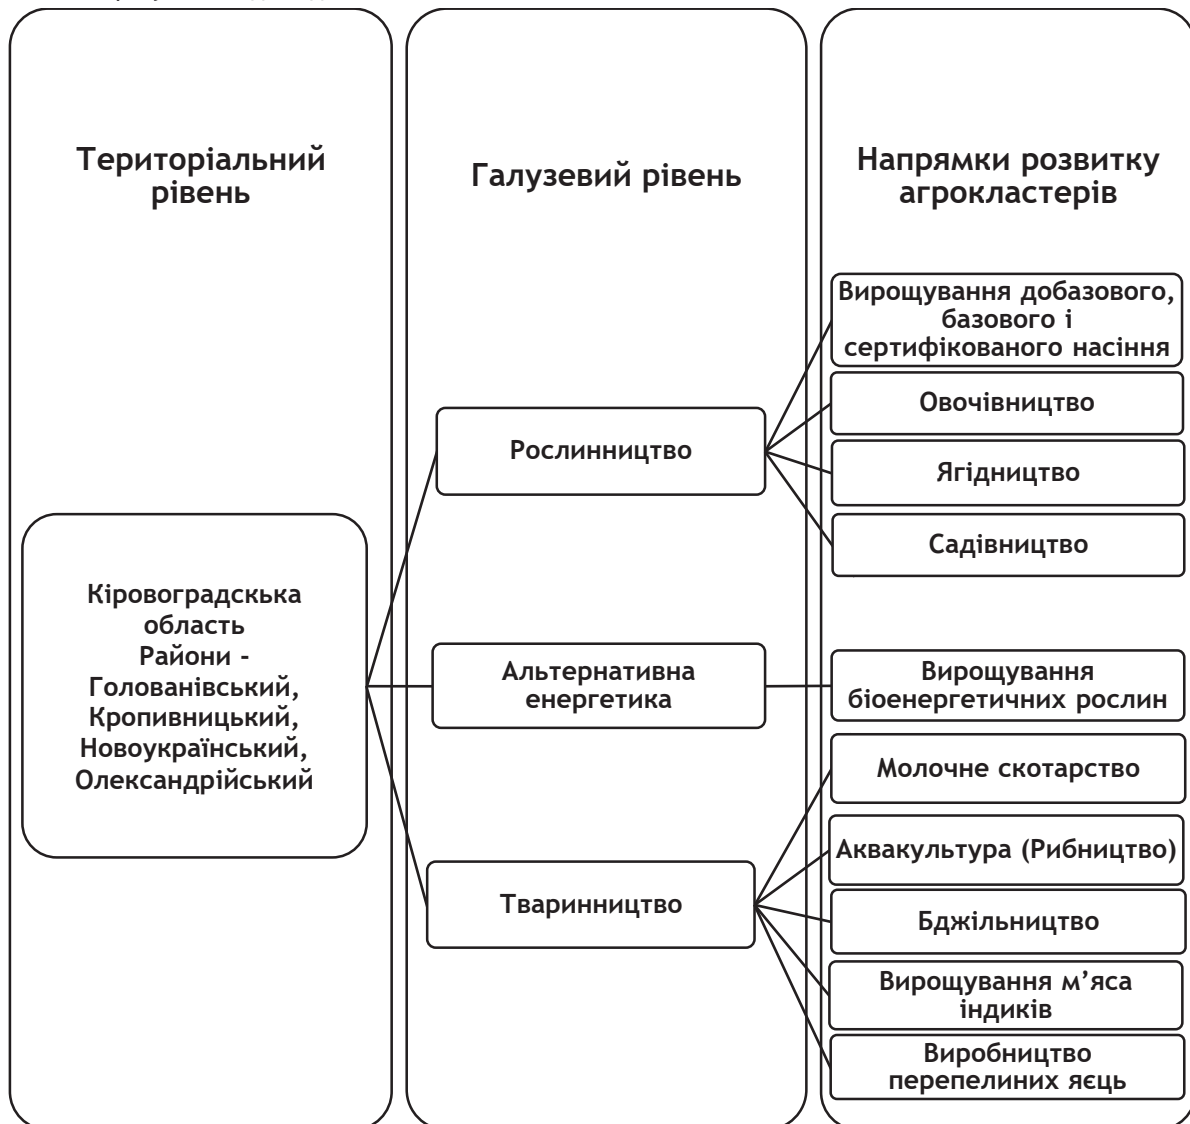 Територіальний
рівень
Галузевий рівень
Напрямки розвитку
агрокластерів
Кіровоградскька
область
Райони -
Голованівський,
Кропивницький,
Новоукраїнський,
Олександрійський
Рослинництво
Альтернативна
енергетика
Тваринництво
Вирощування добазового,
базового і
сертифікованого насіння
Овочівництво
Ягідництво
Садівництво
Вирощування
біоенергетичних рослин
Молочне скотарство
Аквакультура (Рибництво)
Бджільництво
Вирощування м’яса
індиків
Виробництво
перепелиних яєць